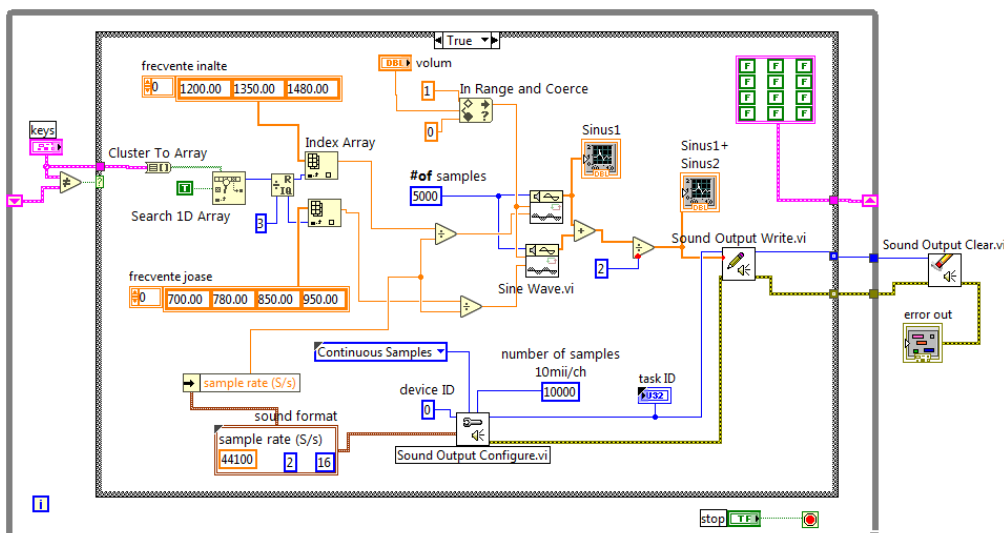 True
frecvente inalte
0 1200.00 1350.00 1480.00
DBL volum
1
In Range and Coerce
0
keys
Cluster To Array
Index Array
T
Search 1D Array
R
IQ
3
#of samples
5000
Sinus1
DBL
Sinus1+
Sinus2
DBL
F F F
F F F
F F F
F F F
frecvente joase
0 700.00 780.00 850.00 950.00
Sine Wave.vi
2
Sound Output Write.vi
Sound Output Clear.vi
error out
Continuous Samples
number of samples
10mii/ch
10000
sample rate (S/s)
device ID
0
task ID
U32
sound format
sample rate (S/s)
44100 2 16
Sound Output Configure.vi
i
stop TF